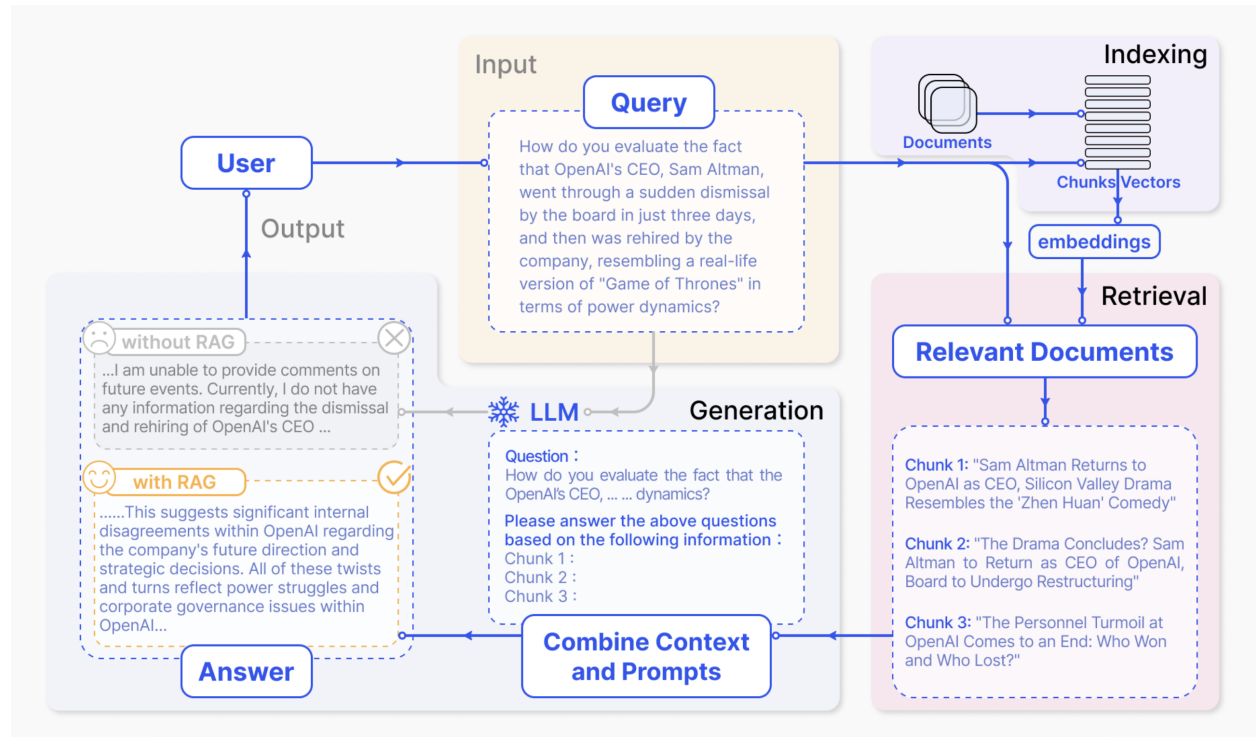 Input
Query
How do you evaluate the fact
that OpenAI's CEO, Sam Altman,
went through a sudden dismissal
by the board in just three days,
and then was rehired by the
company, resembling a real-life
version of "Game of Thrones" in
terms of power dynamics?
Indexing
Documents
Chunks Vectors
embeddings
User
Output
Retrieval
Relevant Documents
Chunk 1: "Sam Altman Returns to
OpenAI as CEO, Silicon Valley Drama
Resembles the 'Zhen Huan' Comedy"
Chunk 2: "The Drama Concludes? Sam
Altman to Return as CEO of OpenAI,
Board to Undergo Restructuring"
Chunk 3: "The Personnel Turmoil at
OpenAI Comes to an End: Who Won
and Who Lost?"
Generation
LLM
Question :
How do you evaluate the fact that the
OpenAI's CEO, ... ... dynamics?
Please answer the above questions
based on the following information :
Chunk 1 :
Chunk 2 :
Chunk 3 :
Combine Context
and Prompts
without RAG
...I am unable to provide comments on
future events. Currently, I do not have
any information regarding the dismissal
and rehiring of OpenAI's CEO ...
with RAG
......This suggests significant internal
disagreements within OpenAI regarding
the company's future direction and
strategic decisions. All of these twists
and turns reflect power struggles and
corporate governance issues within
OpenAI...
Answer